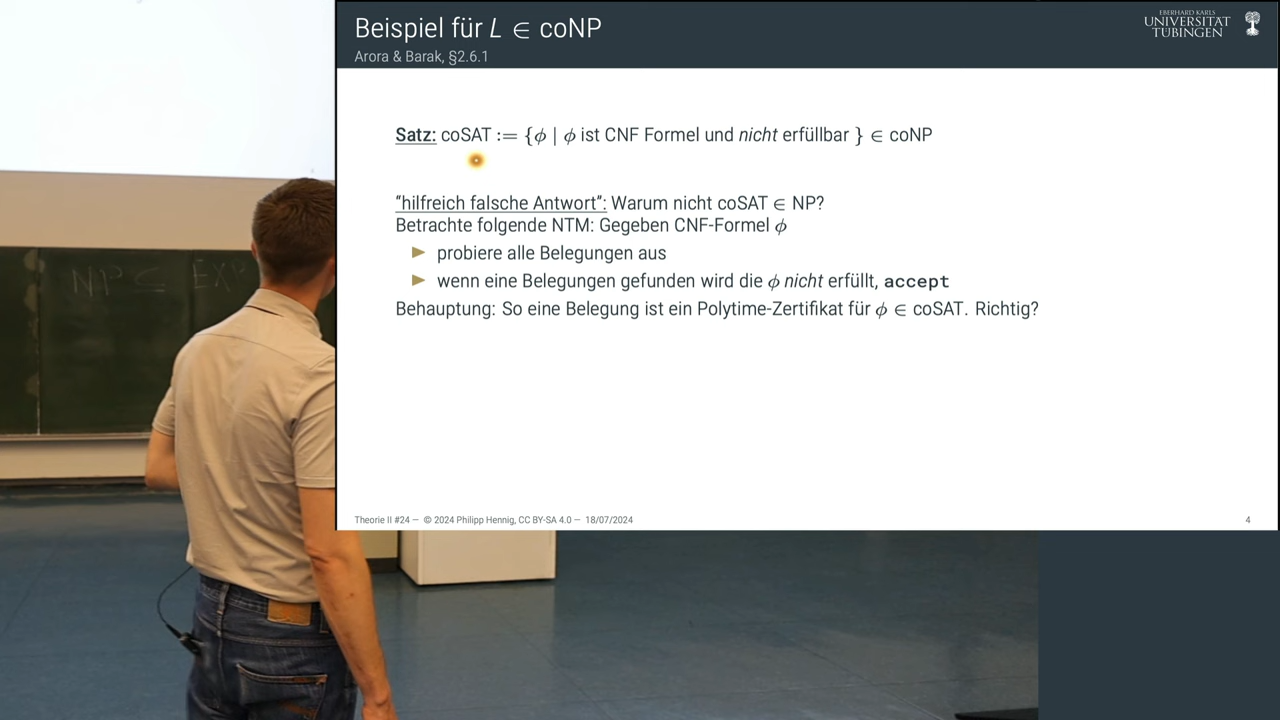 Beispiel für L ∈ coNP
Arora & Barak, §2.6.1
EBERHARD KARLS
UNIVERSITÄT
TÜBINGEN
Satz: coSAT := {ϕ | ϕ ist CNF Formel und nicht erfüllbar } ∈ coNP
“hilfreich falsche Antwort“: Warum nicht coSAT ∈ NP?
Betrachte folgende NTM: Gegeben CNF-Formel ϕ
▶ probiere alle Belegungen aus
▶ wenn eine Belegungen gefunden wird die ϕ nicht erfüllt, accept
Behauptung: So eine Belegung ist ein Polytime-Zertifikat für ϕ ∈ coSAT. Richtig?
NP ⊆ EXP
Theorie II #24 — © 2024 Philipp Hennig, CC BY-SA 4.0 — 18/07/2024
4